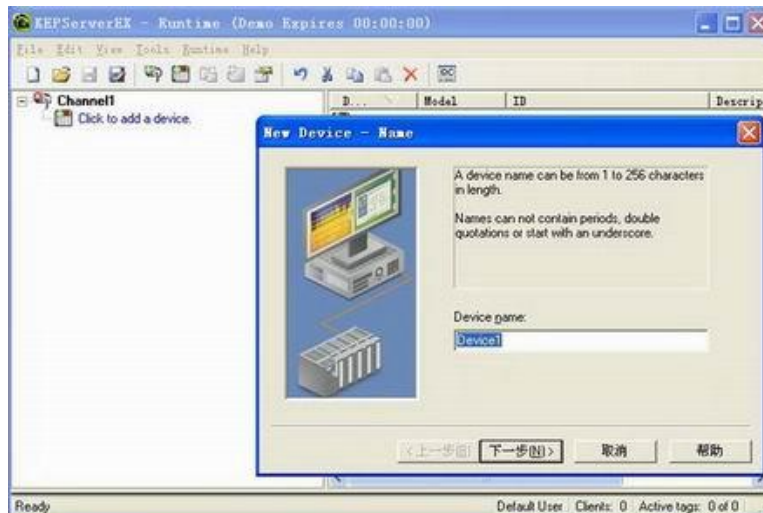 KEPServerEX - Runtime (Demo Expires 00:00:00)
File Edit View Tools Runtime Help
Channel1
Click to add a device.
D... Model ID Descrip
New Device - Name
A device name can be from 1 to 256 characters
in length.
Names can not contain periods, double
quotations or start with an underscore.
Device name:
Device1
<上一步(B) 下一步(N)> 取消 帮助
Ready Default User Clients: 0 Active tags: 0 of 0